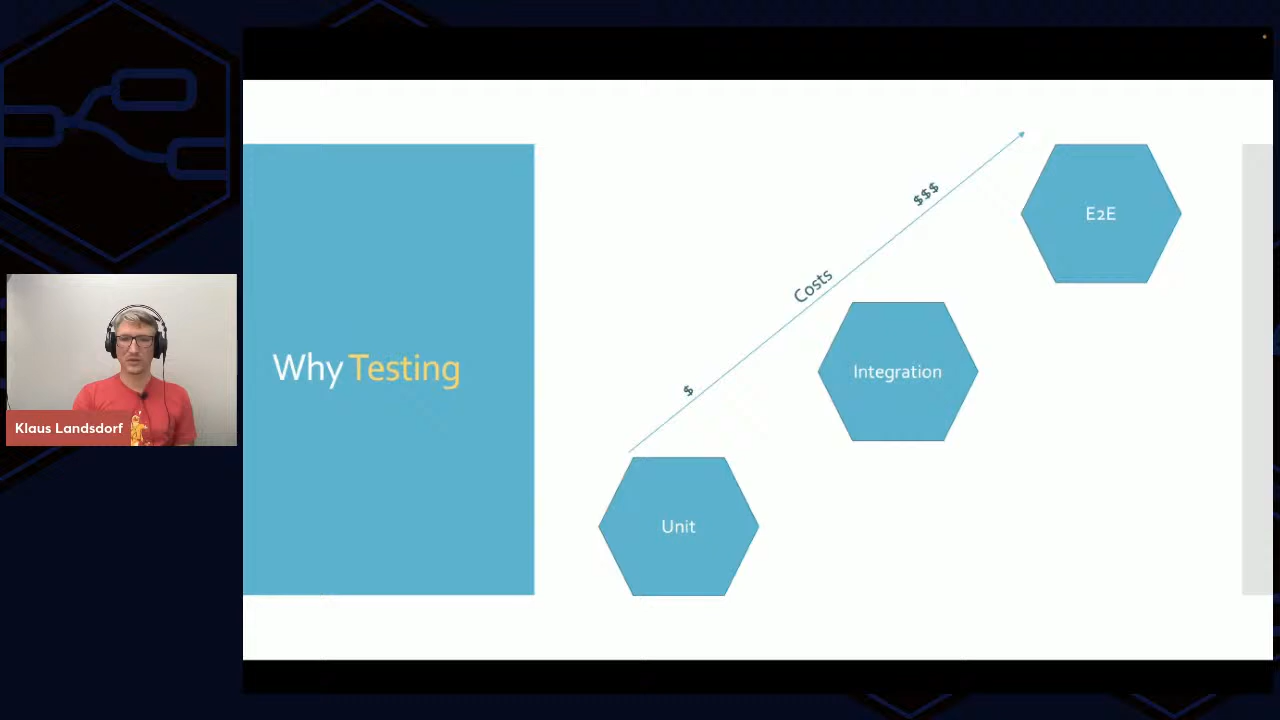 Why Testing
$$$
Costs
$
E2E
Integration
Unit
Klaus Landsdorf